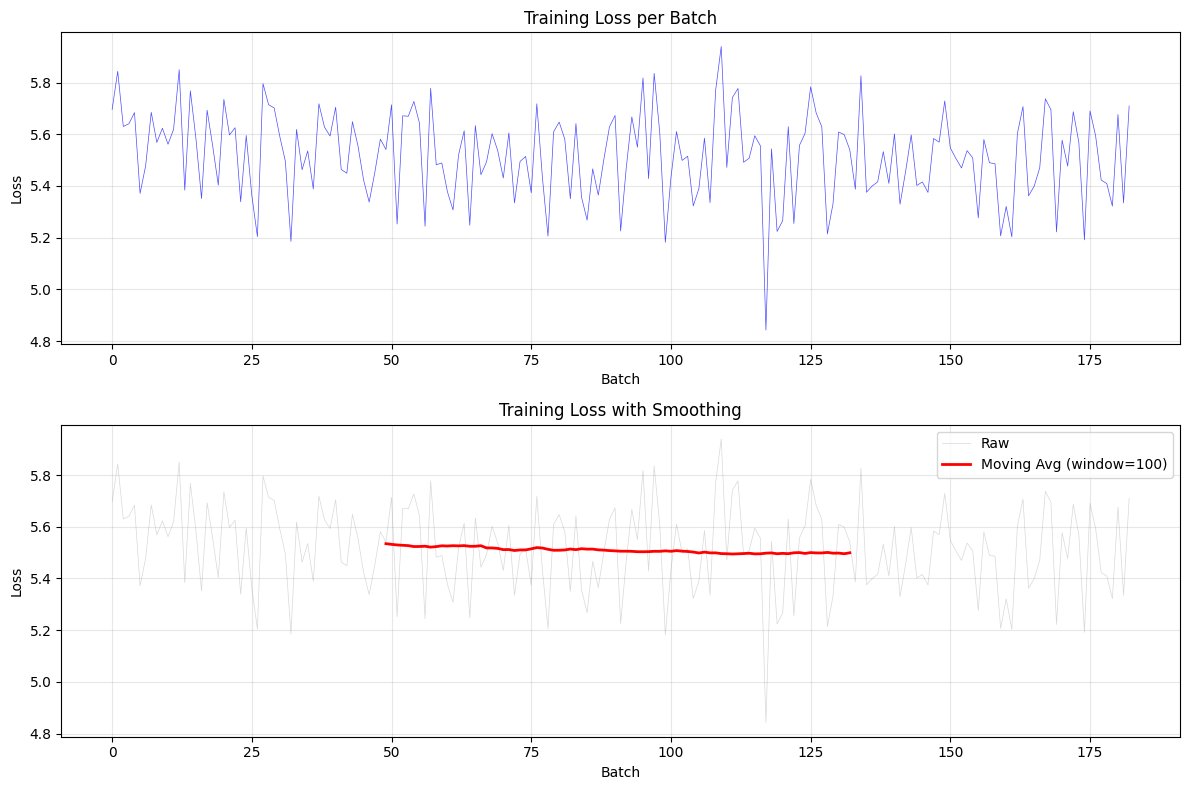 Training Loss per Batch
5.8
5.6
5.4
5.2
5.0
4.8
Loss
0 25 50 75 100 125 150 175
Batch
Training Loss with Smoothing
Raw
Moving Avg (window=100)
5.8
5.6
5.4
5.2
5.0
4.8
Loss
0 25 50 75 100 125 150 175
Batch